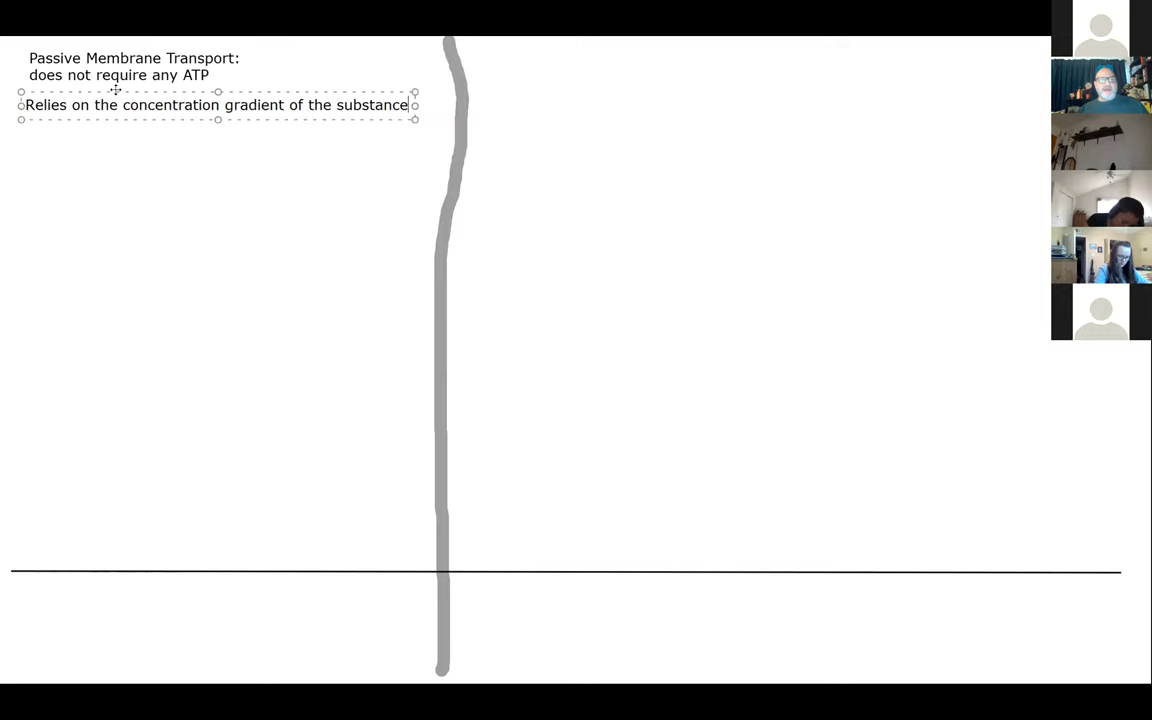 Passive Membrane Transport:
does not require any ATP
Relies on the concentration gradient of the substance